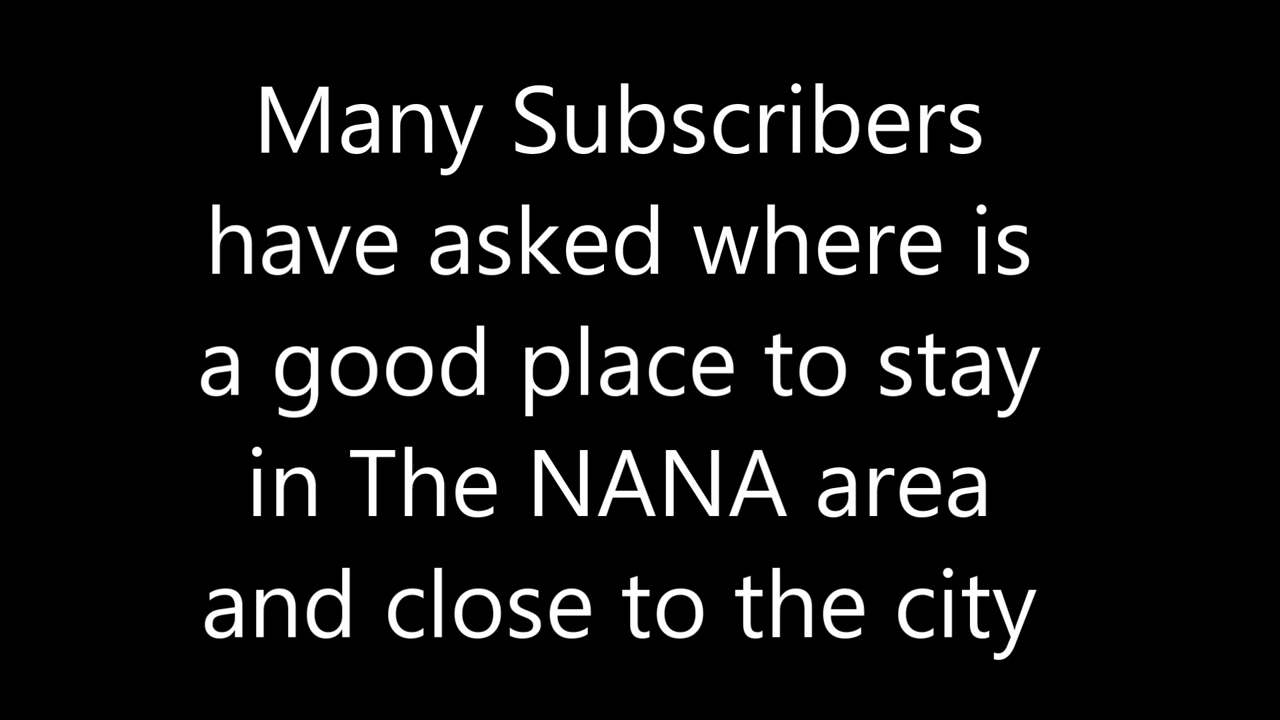 Many Subscribers
have asked where is
a good place to stay
in The NANA area
and close to the city